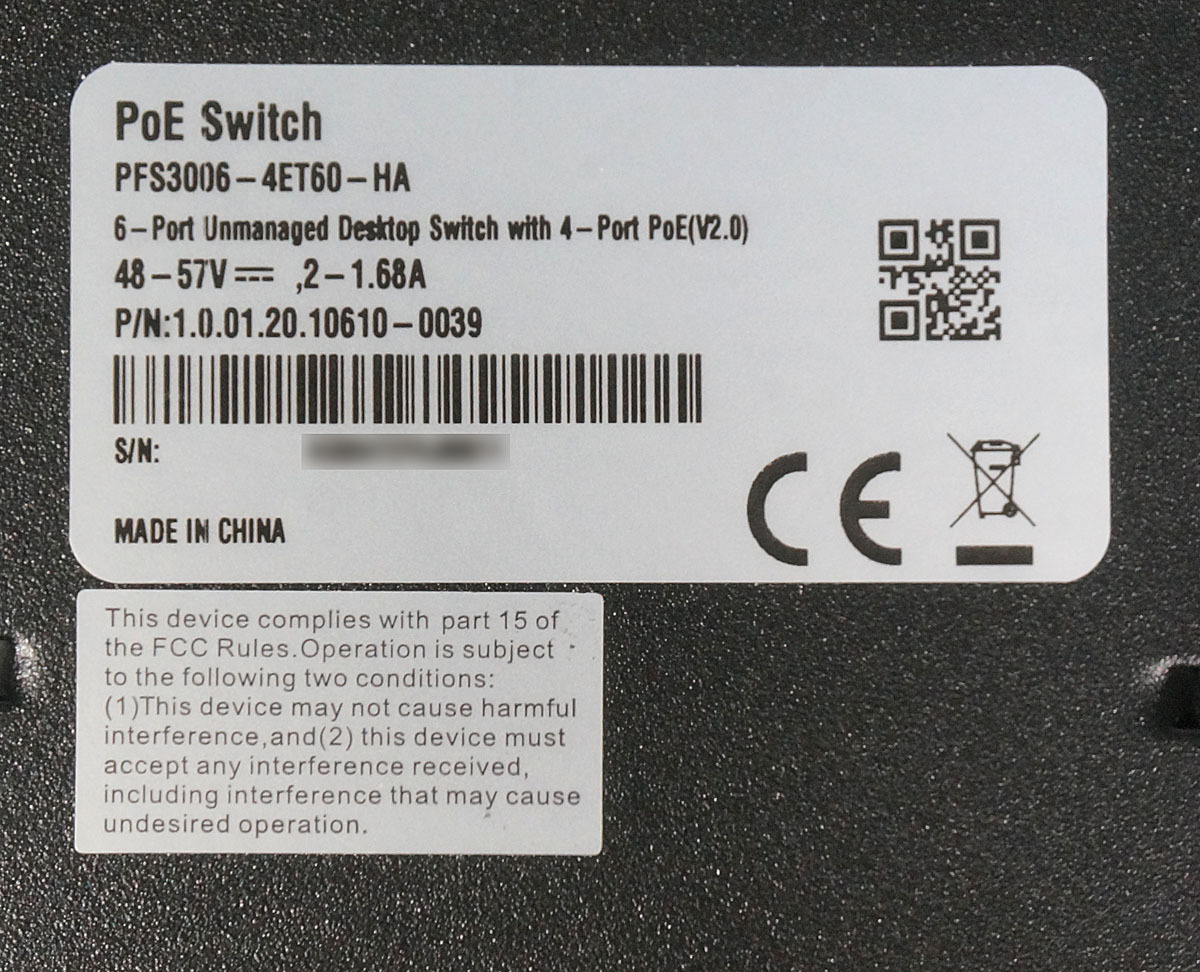 PoE Switch
PFS3006-4ET60-HA
6-Port Unmanaged Desktop Switch with 4-Port PoE(V2.0)
48-57V⎓ ,2-1.68A
P/N:1.0.01.20.10610-0039
S/N:
MADE IN CHINA
CE
This device complies with part 15 of
the FCC Rules.Operation is subject
to the following two conditions:
(1)This device may not cause harmful
interference,and(2) this device must
accept any interference received,
including interference that may cause
undesired operation.